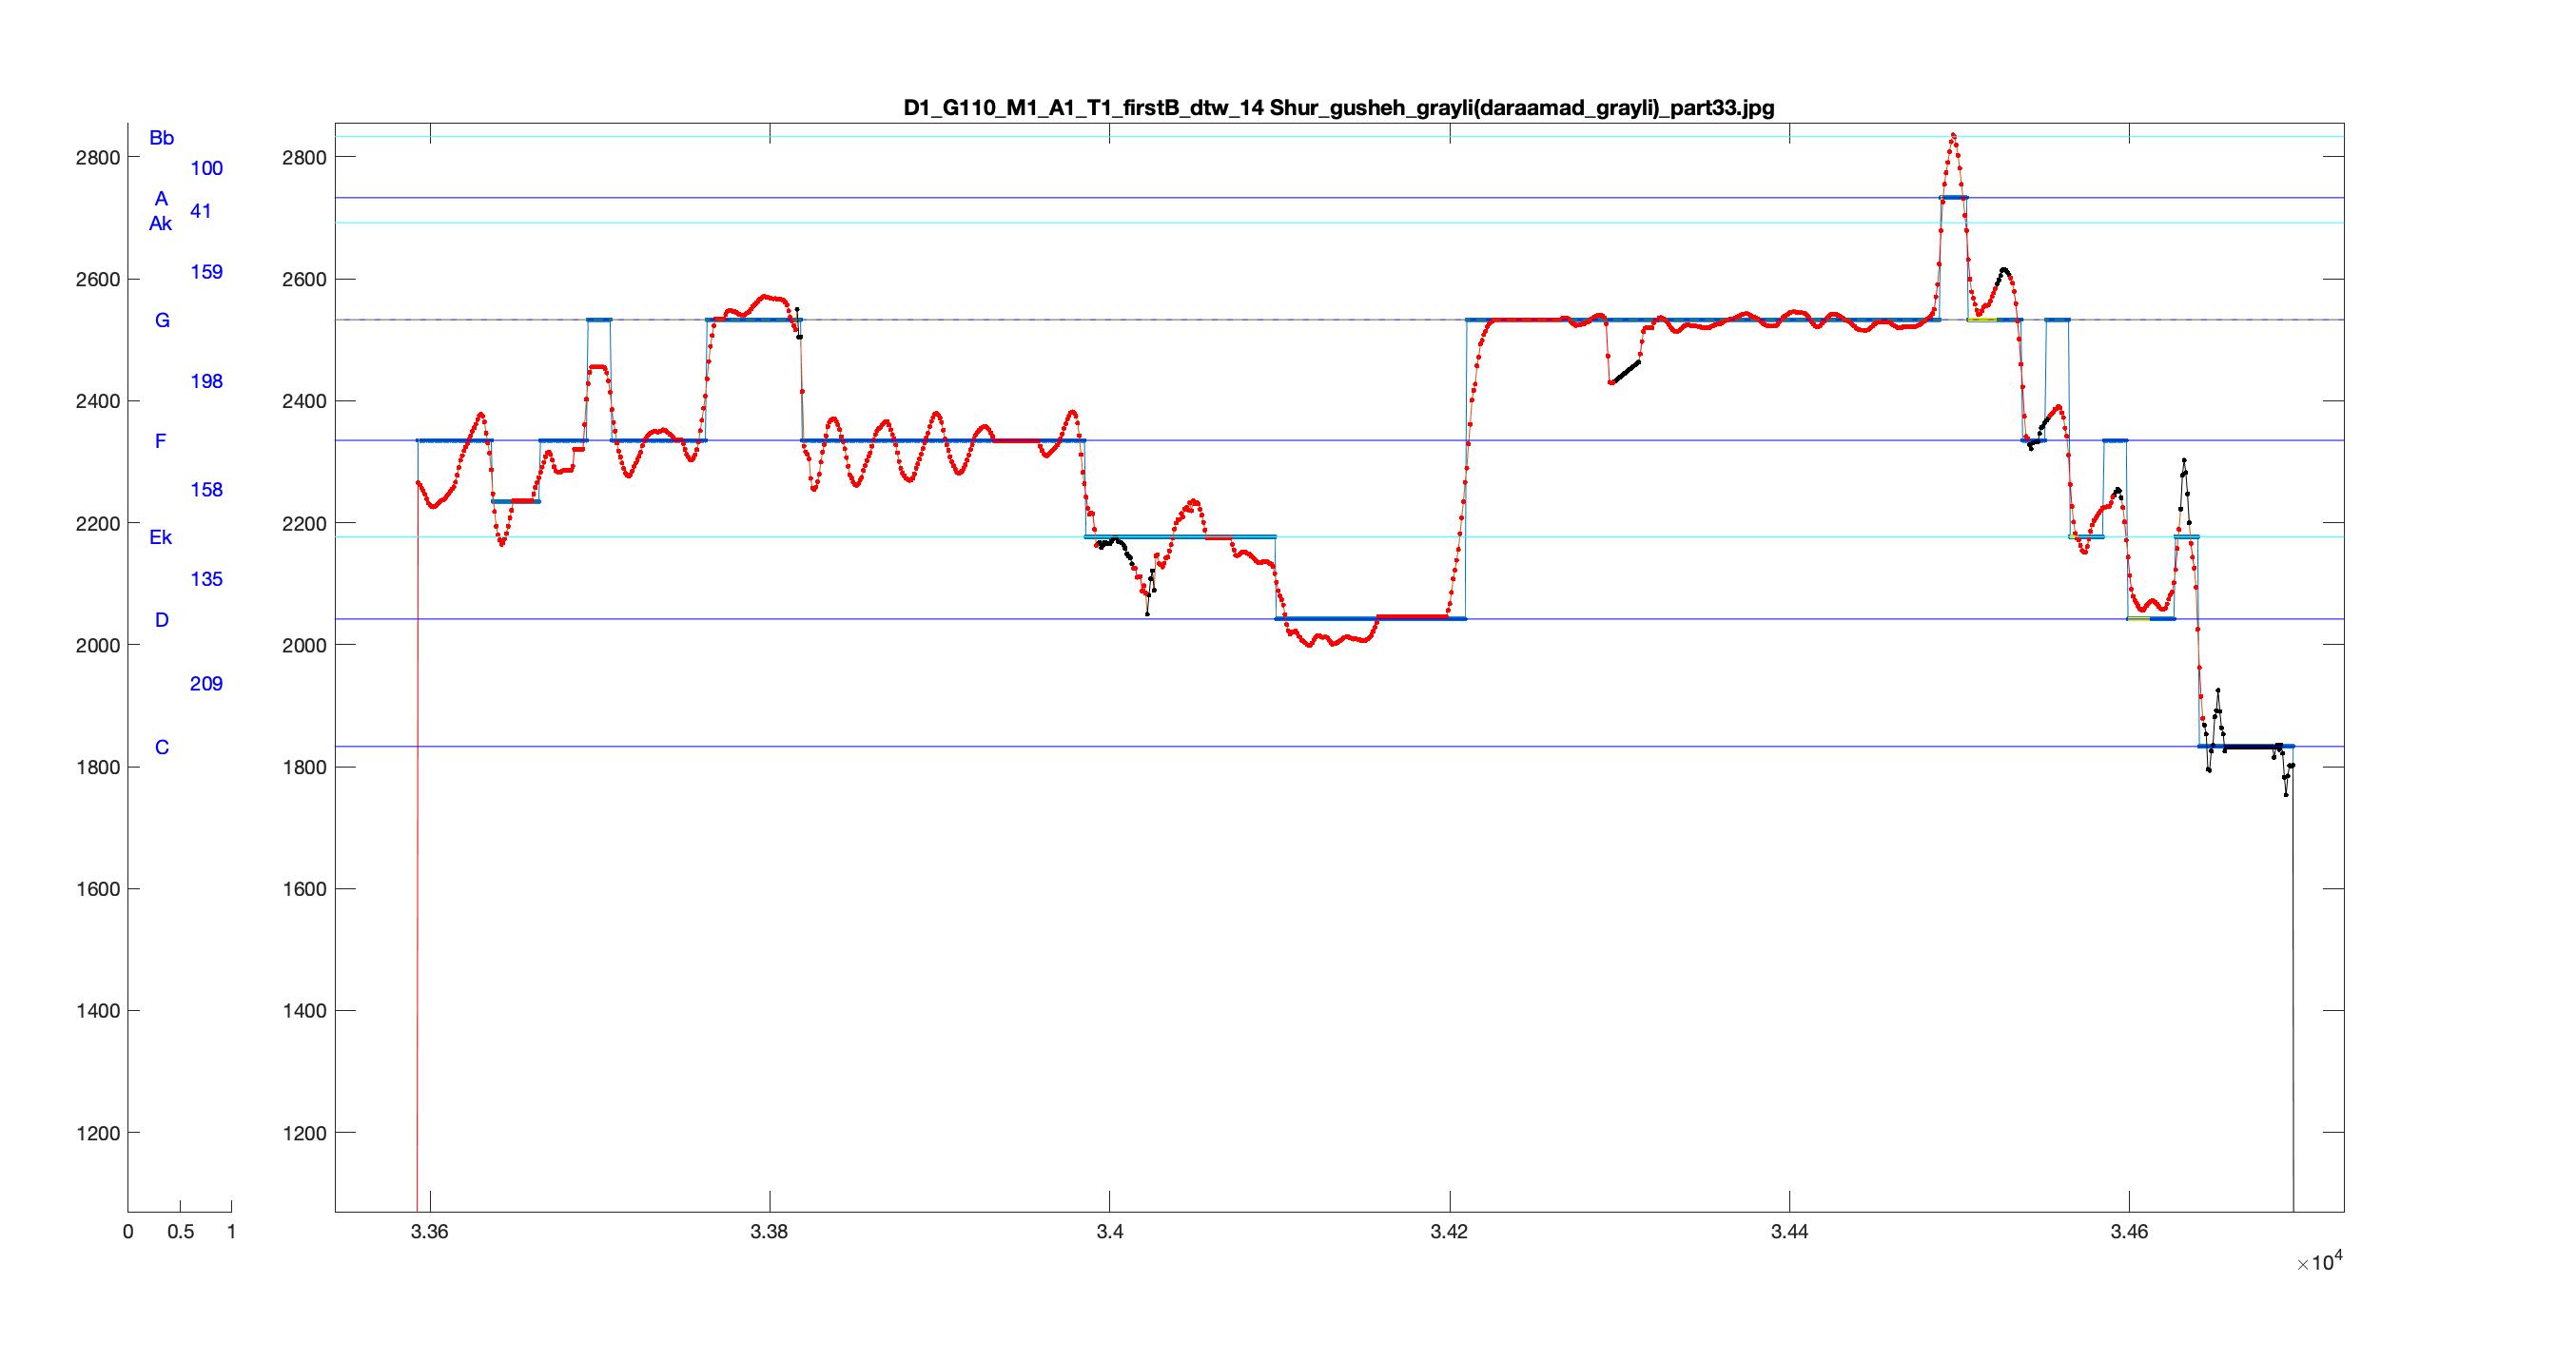 D1_G110_M1_A1_T1_firstB_dtw_14 Shur_gusheh_grayli(daraamad_grayli)_part33.jpg
Bb
2800 2800
100
A
41
Ak
159
2600 2600
G
198
2400 2400
F
158
2200 2200
Ek
135
D
2000 2000
209
C
1800 1800
1600 1600
1400 1400
1200 1200
0 0.5 1 3.36 3.38 3.4 3.42 3.44 3.46
×10^4